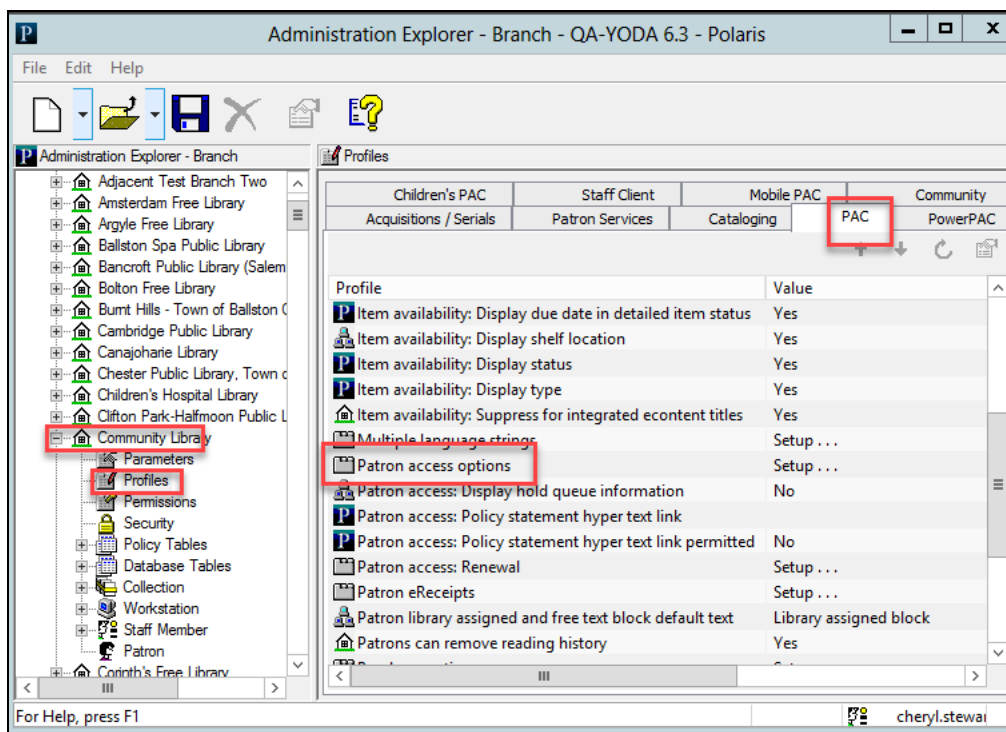 Administration Explorer - Branch - QA-YODA 6.3 - Polaris
File Edit Help
Administration Explorer - Branch
Profiles
Adjacent Test Branch Two
Amsterdam Free Library
Argyle Free Library
Ballston Spa Public Library
Bancroft Public Library (Salem
Bolton Free Library
Burnt Hills - Town of Ballston C
Cambridge Public Library
Canajoharie Library
Chester Public Library, Town o
Children's Hospital Library
Clifton Park-Halfmoon Public L
Community Library
Parameters
Profiles
Permissions
Security
Policy Tables
Database Tables
Collection
Workstation
Staff Member
Patron
Corinth's Free Library
Children's PAC Staff Client Mobile PAC Community
Acquisitions / Serials Patron Services Cataloging PAC PowerPAC
Profile Value
Item availability: Display due date in detailed item status Yes
Item availability: Display shelf location Yes
Item availability: Display status Yes
Item availability: Display type Yes
Item availability: Suppress for integrated econtent titles Yes
Multiple language strings Setup . . .
Patron access options Setup . . .
Patron access: Display hold queue information No
Patron access: Policy statement hyper text link
Patron access: Policy statement hyper text link permitted No
Patron access: Renewal Setup . . .
Patron eReceipts Setup . . .
Patron library assigned and free text block default text Library assigned block
Patrons can remove reading history Yes
For Help, press F1
cheryl.stewar